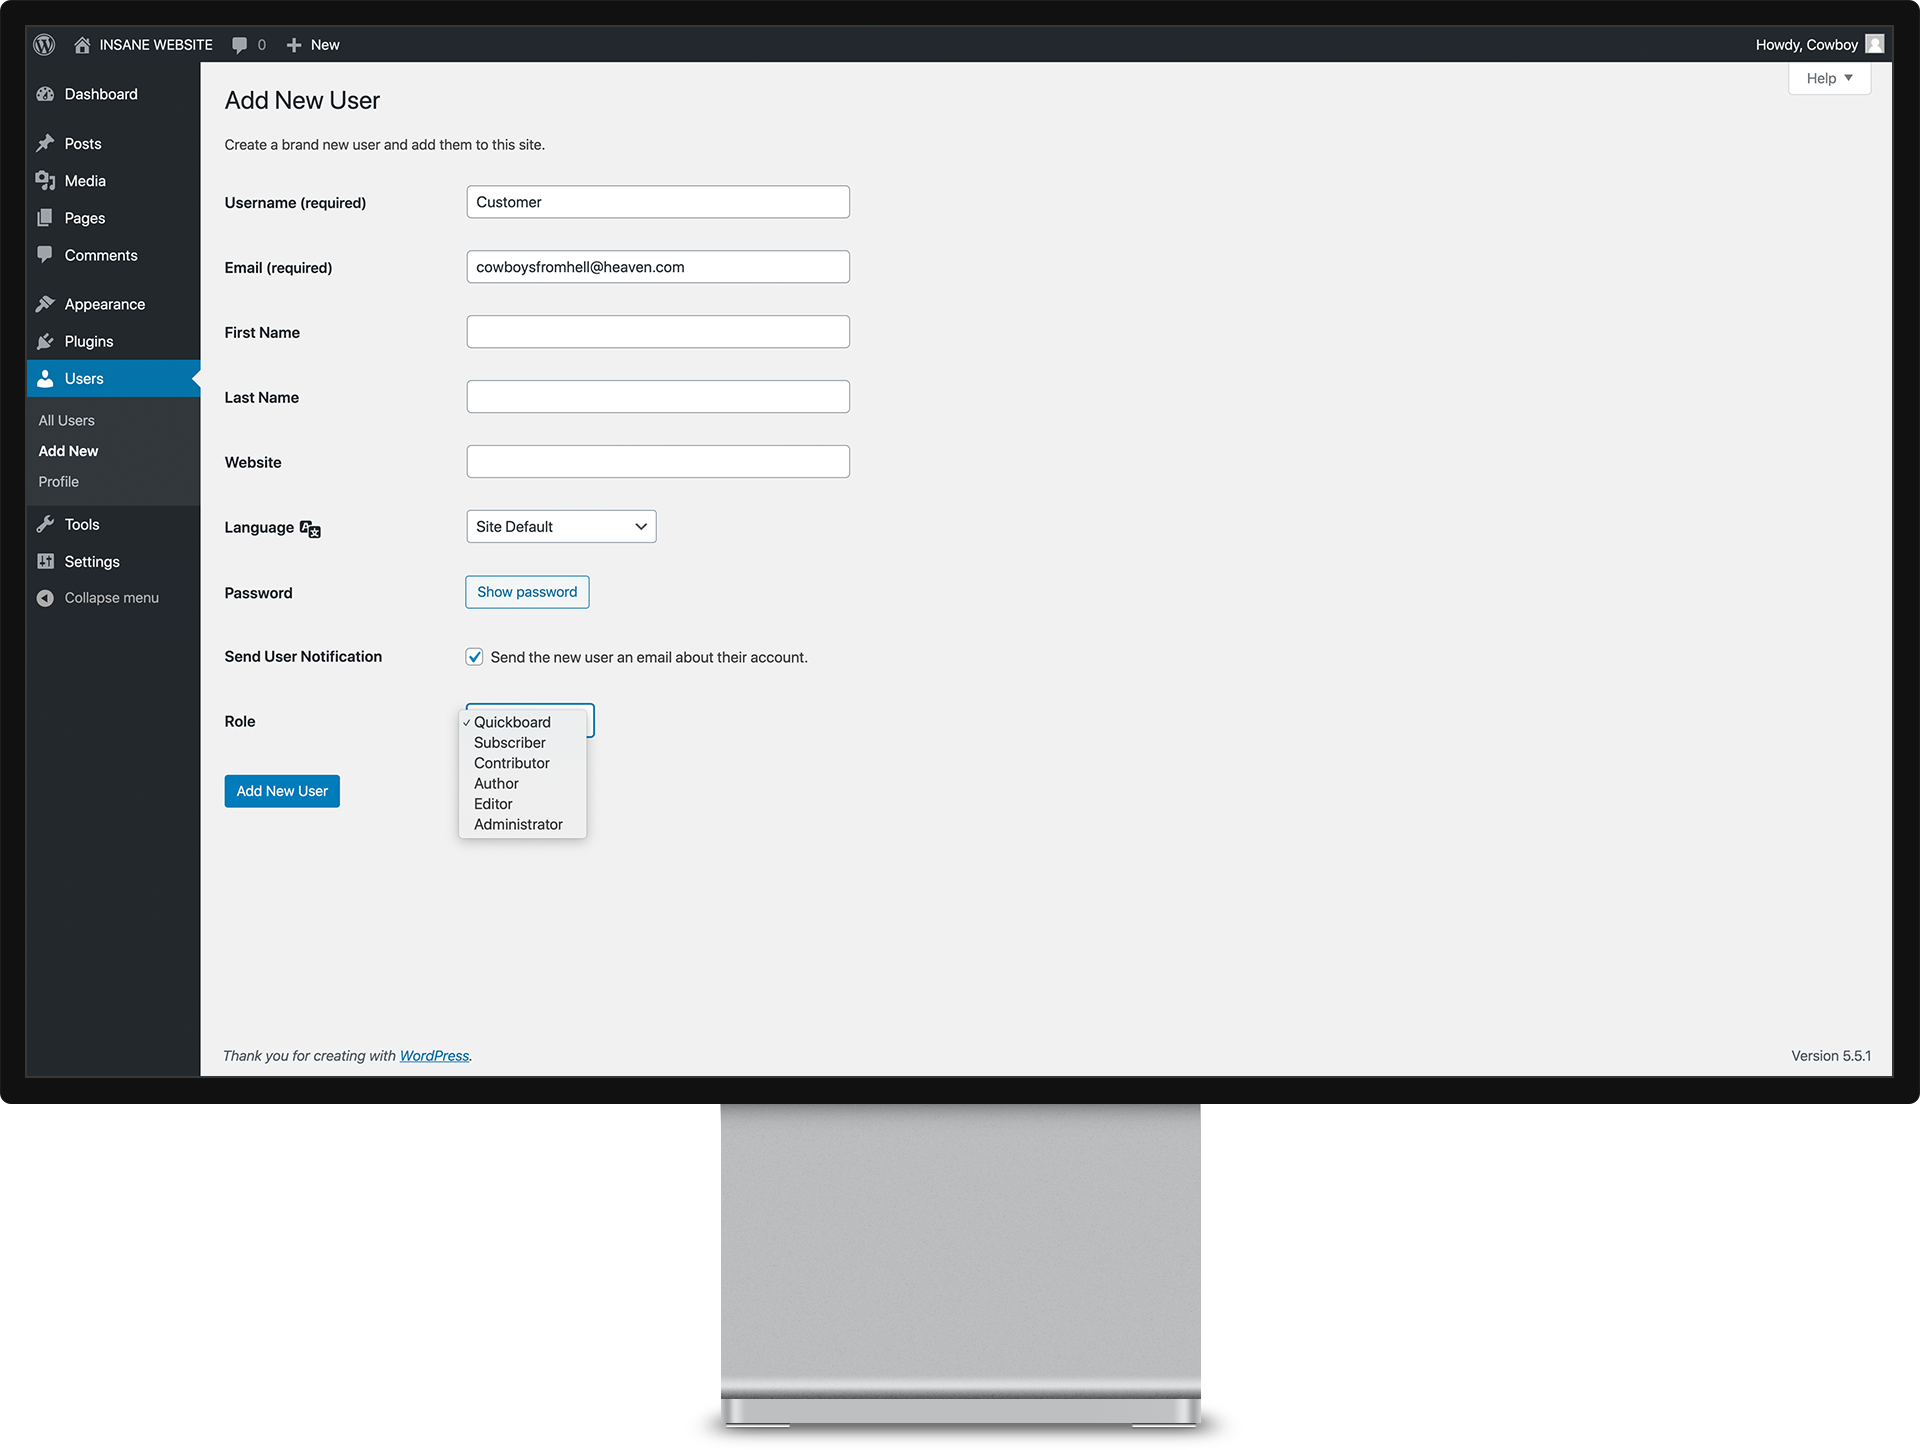 INSANE WEBSITE 0 New Howdy, Cowboy
Help
Dashboard
Posts
Media
Pages
Comments
Appearance
Plugins
Users
All Users
Add New
Profile
Tools
Settings
Collapse menu
Add New User
Create a brand new user and add them to this site.
Username (required) Customer
Email (required) cowboysfromhell@heaven.com
First Name
Last Name
Website
Language Site Default
Password Show password
Send User Notification Send the new user an email about their account.
Role Quickboard
Subscriber
Contributor
Author
Editor
Administrator
Add New User
Thank you for creating with WordPress. Version 5.5.1